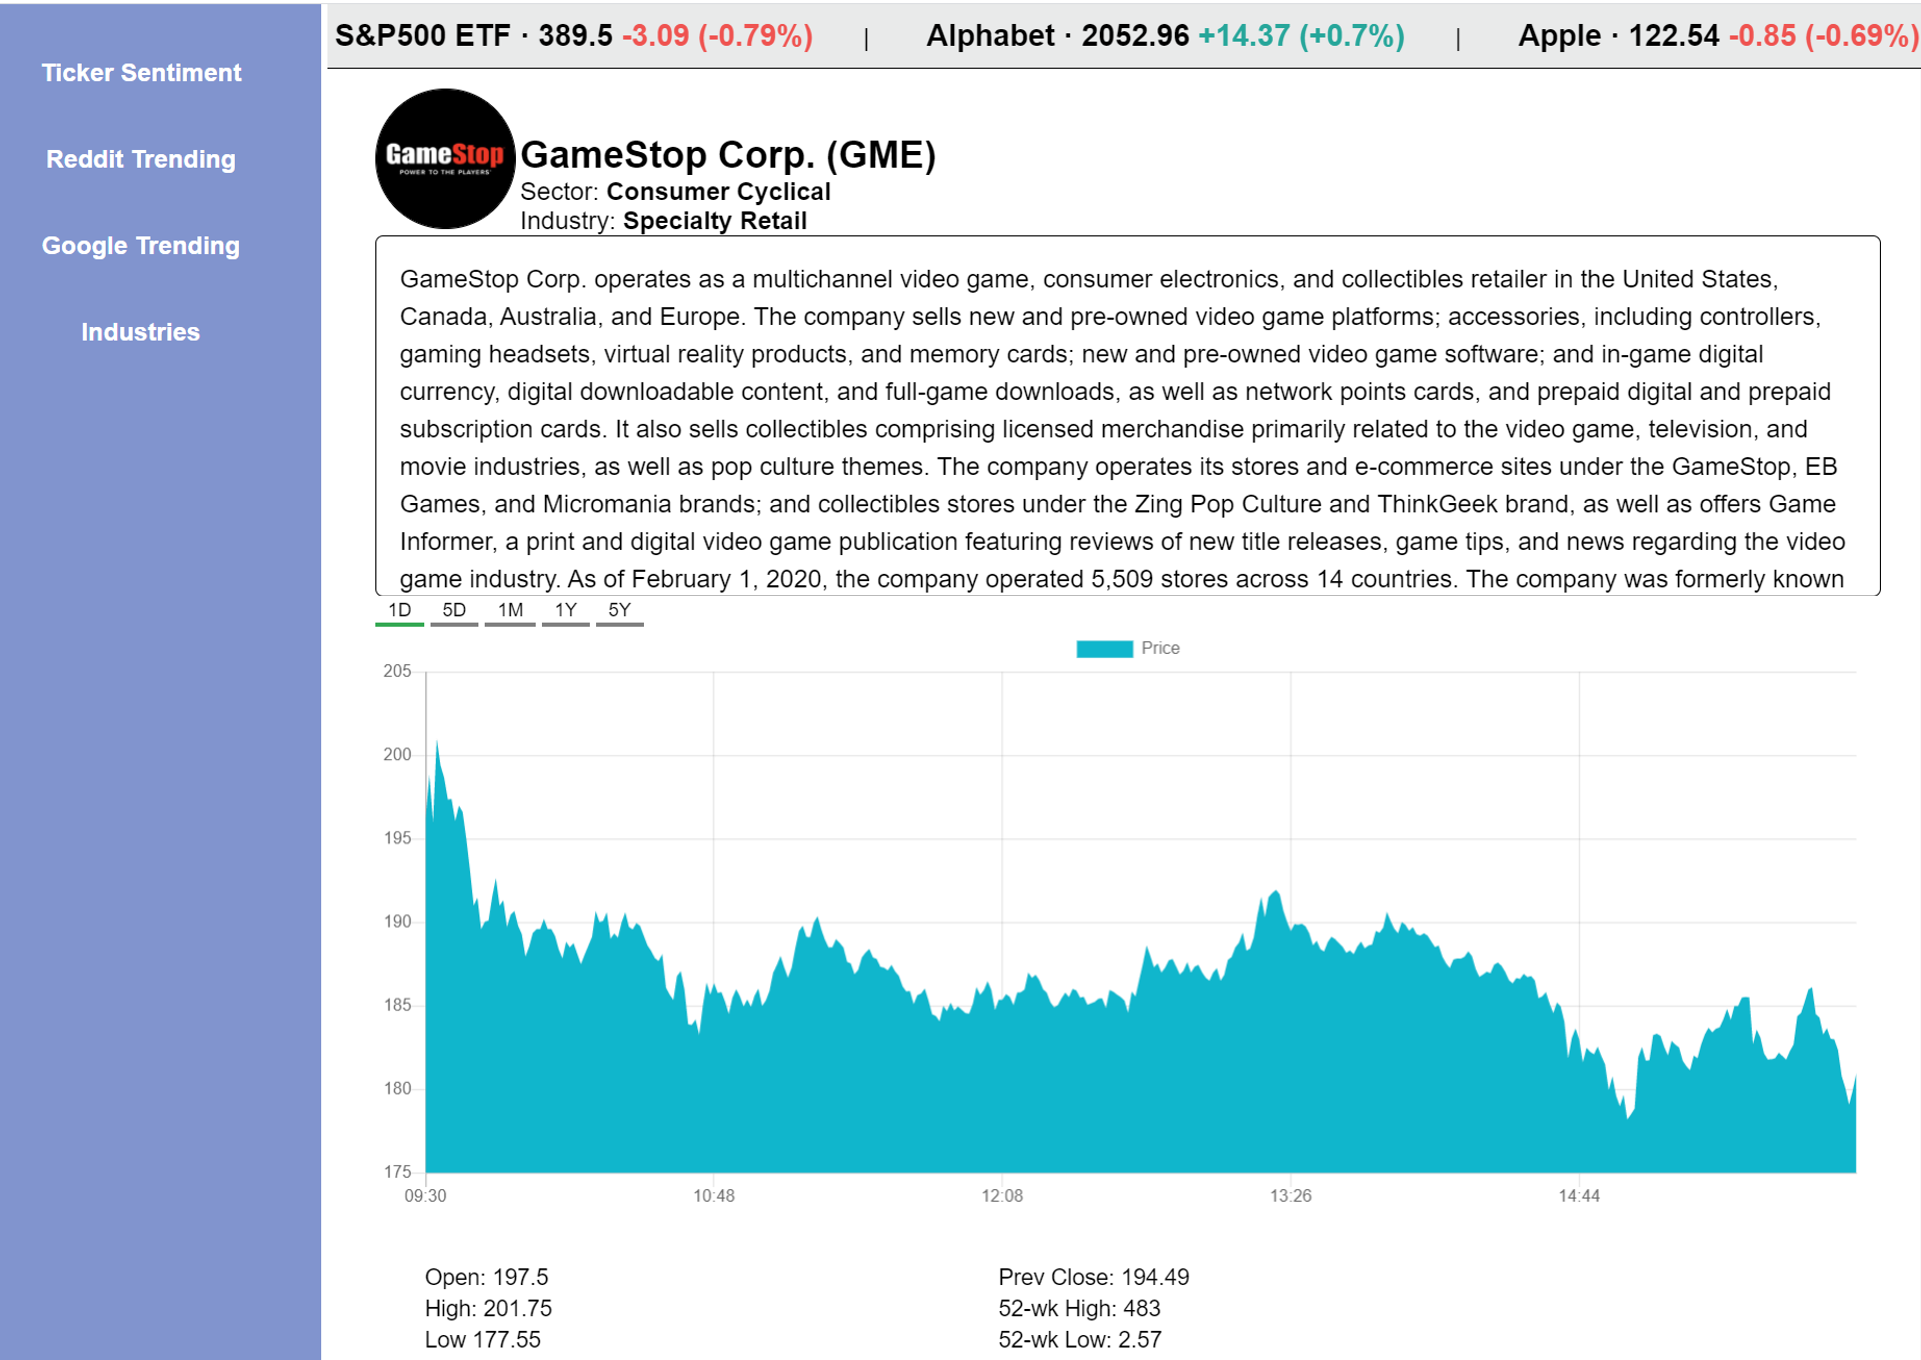 S&P500 ETF · 389.5 -3.09 (-0.79%) | Alphabet · 2052.96 +14.37 (+0.7%) | Apple · 122.54 -0.85 (-0.69%)
Ticker Sentiment
Reddit Trending
Google Trending
Industries
GameStop
POWER TO THE PLAYERS
GameStop Corp. (GME)
Sector: Consumer Cyclical
Industry: Specialty Retail
GameStop Corp. operates as a multichannel video game, consumer electronics, and collectibles retailer in the United States,
Canada, Australia, and Europe. The company sells new and pre-owned video game platforms; accessories, including controllers,
gaming headsets, virtual reality products, and memory cards; new and pre-owned video game software; and in-game digital
currency, digital downloadable content, and full-game downloads, as well as network points cards, and prepaid digital and prepaid
subscription cards. It also sells collectibles comprising licensed merchandise primarily related to the video game, television, and
movie industries, as well as pop culture themes. The company operates its stores and e-commerce sites under the GameStop, EB
Games, and Micromania brands; and collectibles stores under the Zing Pop Culture and ThinkGeek brand, as well as offers Game
Informer, a print and digital video game publication featuring reviews of new title releases, game tips, and news regarding the video
game industry. As of February 1, 2020, the company operated 5,509 stores across 14 countries. The company was formerly known
1D 5D 1M 1Y 5Y
Price
205
200
195
190
185
180
175
09:30 10:48 12:08 13:26 14:44
Open: 197.5
High: 201.75
Low 177.55
Prev Close: 194.49
52-wk High: 483
52-wk Low: 2.57